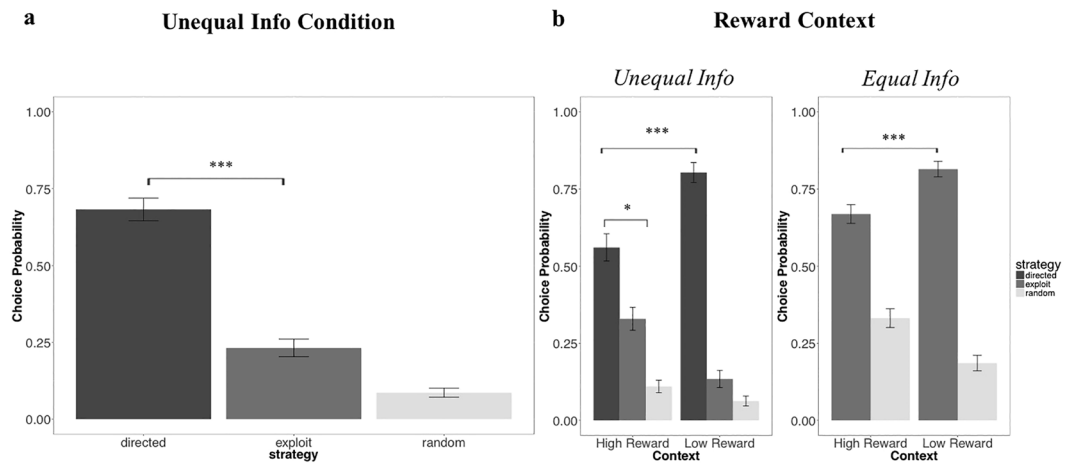 a
Unequal Info Condition
1.00
0.75
0.50
0.25
0.00
Choice Probability
***
directed
exploit
random
strategy
b
Reward Context
Unequal Info
Equal Info
1.00
0.75
0.50
0.25
0.00
Choice Probability
***
*
High Reward
Low Reward
Context
1.00
0.75
0.50
0.25
0.00
Choice Probability
***
High Reward
Low Reward
Context
strategy
directed
exploit
random